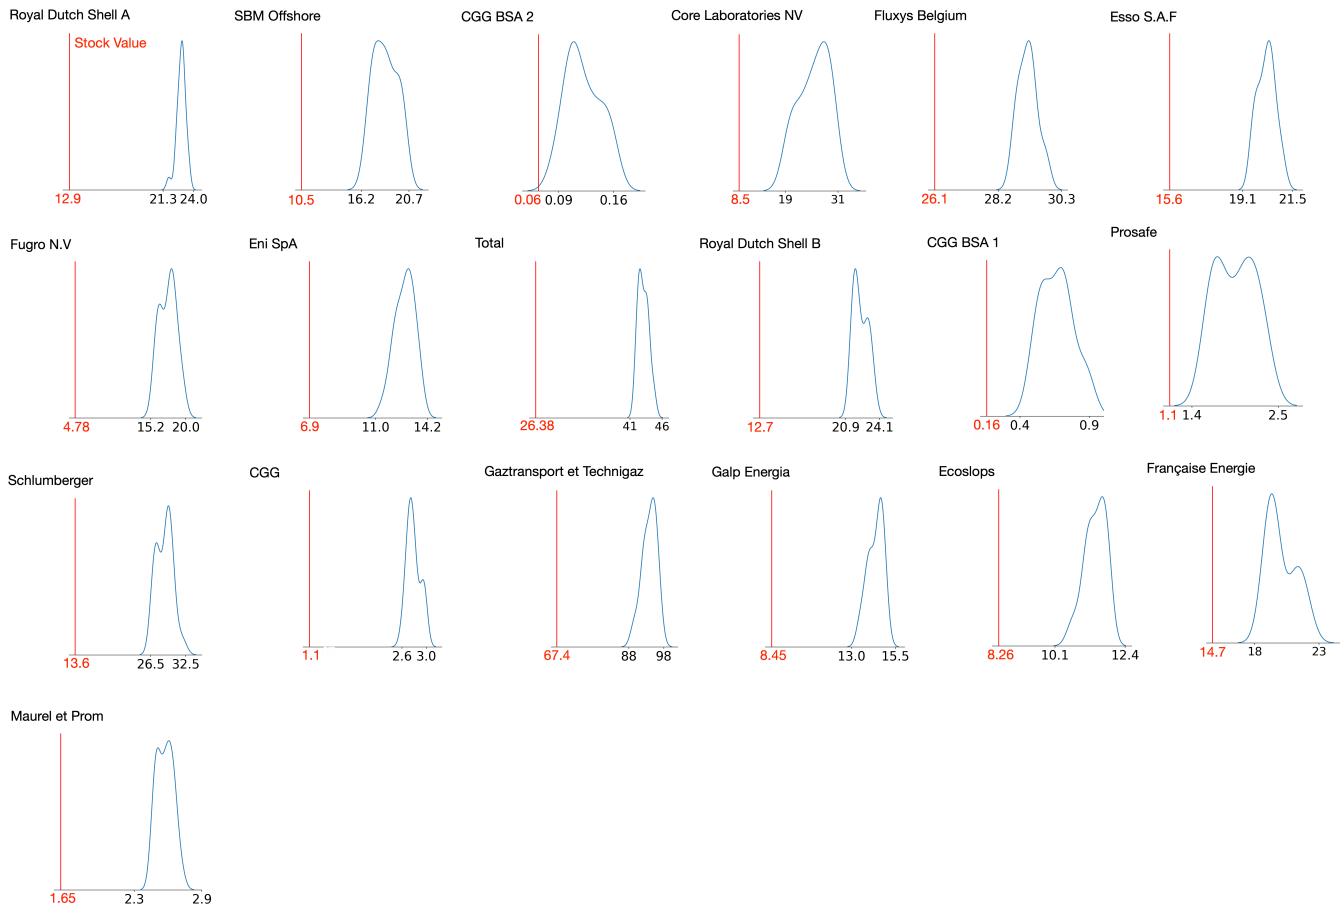 Royal Dutch Shell A
SBM Offshore
CGG BSA 2
Core Laboratories NV
Fluxys Belgium
Esso S.A.F
Stock Value
12.9 21.3 24.0
10.5 16.2 20.7
0.06 0.09 0.16
8.5 19 31
26.1 28.2 30.3
15.6 19.1 21.5
Fugro N.V
Eni SpA
Total
Royal Dutch Shell B
CGG BSA 1
Prosafe
4.78 15.2 20.0
6.9 11.0 14.2
26.38 41 46
12.7 20.9 24.1
0.16 0.4 0.9
1.1 1.4 2.5
Schlumberger
CGG
Gaztransport et Technigaz
Galp Energia
Ecoslops
Française Energie
13.6 26.5 32.5
1.1 2.6 3.0
67.4 88 98
8.45 13.0 15.5
8.26 10.1 12.4
14.7 18 23
Maurel et Prom
1.65 2.3 2.9